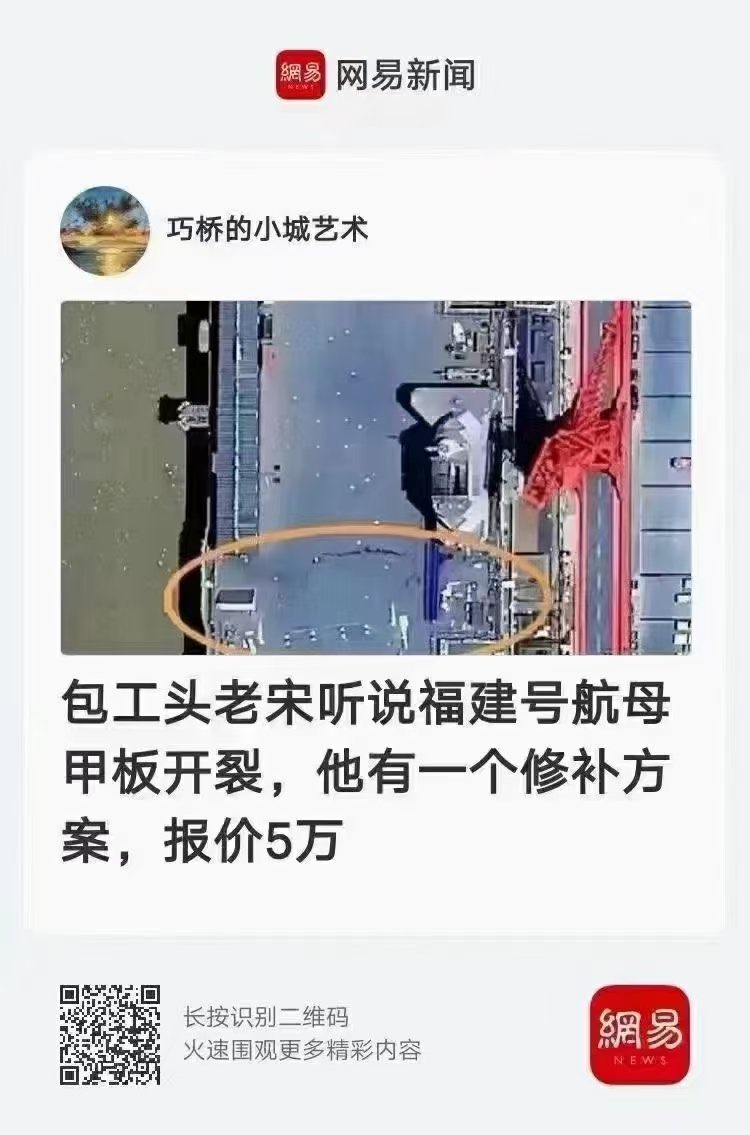 網易
NEWS
网易新闻
巧桥的小城艺术
包工头老宋听说福建号航母
甲板开裂，他有一个修补方
案，报价5万
长按识别二维码
火速围观更多精彩内容
網易
NEWS